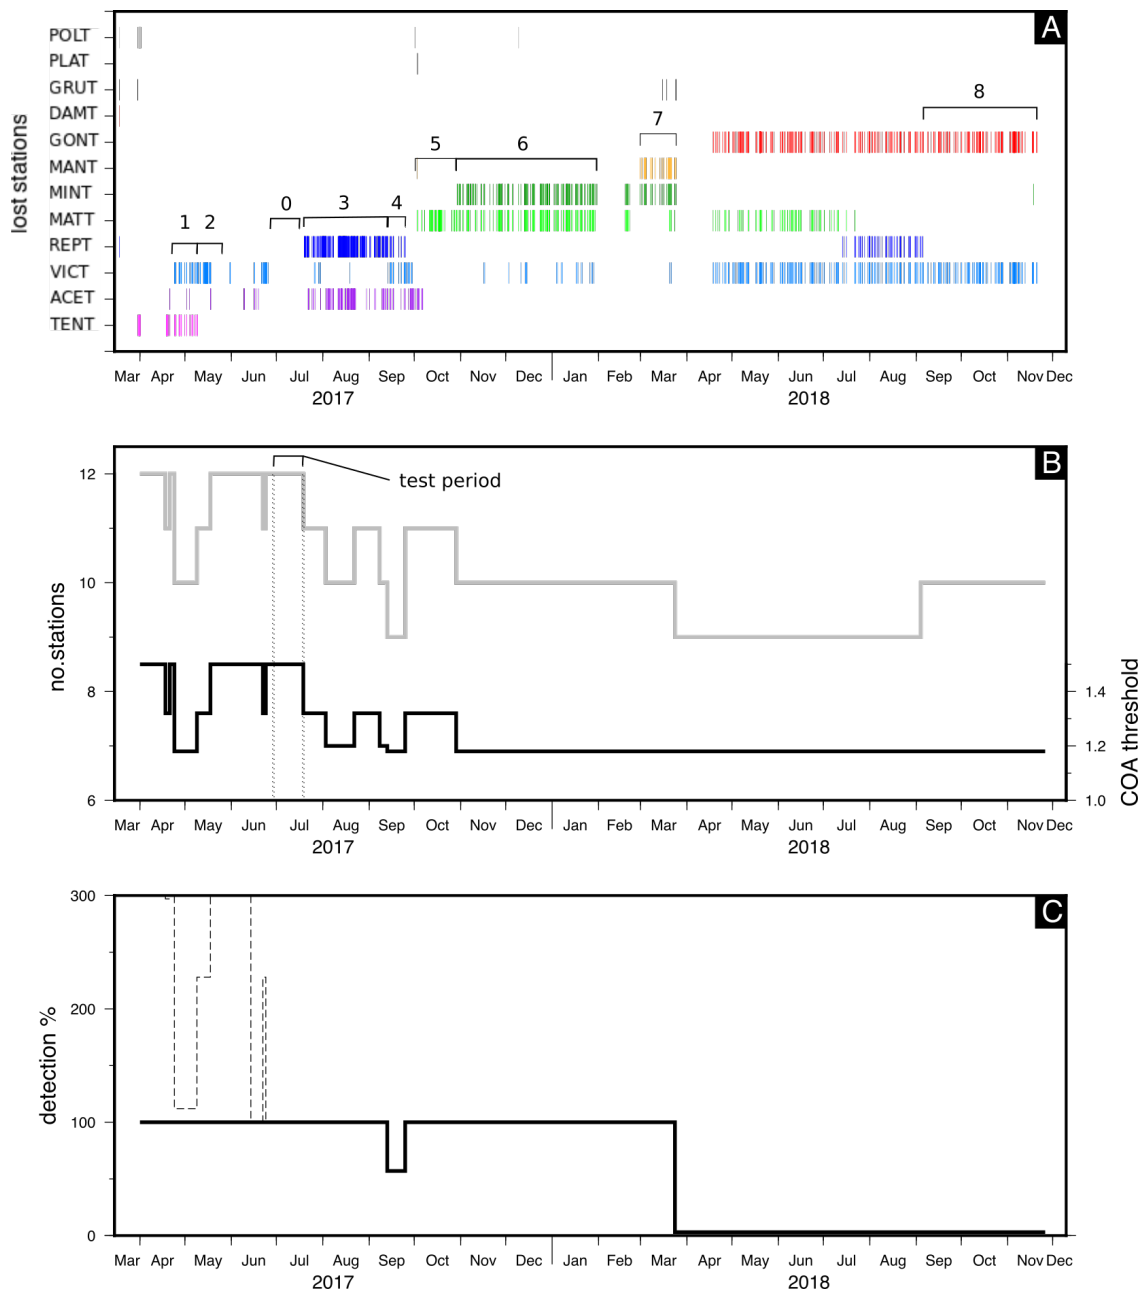 A
POLT
PLAT
GRUT
DAMT
GONT
MANT
MINT
MATT
REPT
VICT
ACET
TENT
lost stations
1 2 0 3 4 5 6 7 8
Mar Apr May Jun Jul Aug Sep Oct Nov Dec Jan Feb Mar Apr May Jun Jul Aug Sep Oct Nov Dec
2017 2018
B
test period
12
10
8
6
no.stations
1.4
1.2
1.0
COA threshold
Mar Apr May Jun Jul Aug Sep Oct Nov Dec Jan Feb Mar Apr May Jun Jul Aug Sep Oct Nov Dec
2017 2018
C
300
200
100
0
detection %
Mar Apr May Jun Jul Aug Sep Oct Nov Dec Jan Feb Mar Apr May Jun Jul Aug Sep Oct Nov Dec
2017 2018